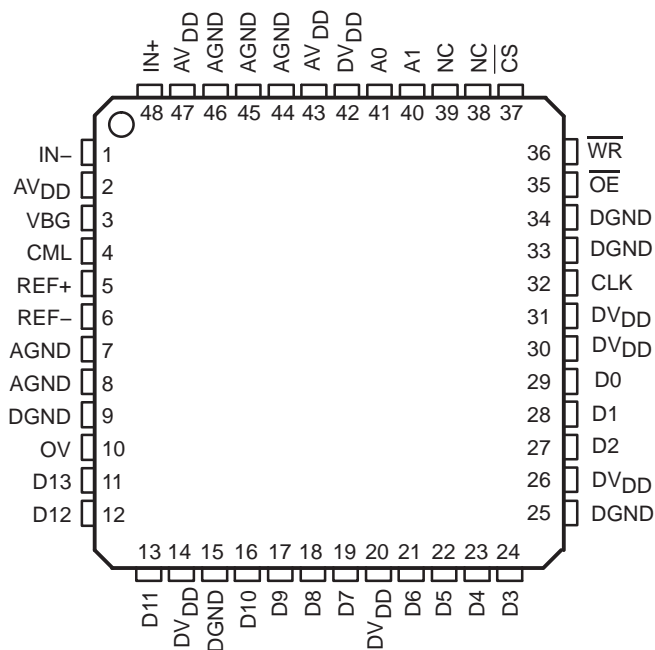 IN+
AVDD
AGND
AGND
AGND
AVDD
DVDD
A0
A1
NC
NC
CS
48 47 46 45 44 43 42 41 40 39 38 37
IN− 1
AVDD 2
VBG 3
CML 4
REF+ 5
REF− 6
AGND 7
AGND 8
DGND 9
OV 10
D13 11
D12 12
36 WR
35 OE
34 DGND
33 DGND
32 CLK
31 DVDD
30 DVDD
29 D0
28 D1
27 D2
26 DVDD
25 DGND
13 14 15 16 17 18 19 20 21 22 23 24
D11
DVDD
DGND
D10
D9
D8
D7
DVDD
D6
D5
D4
D3